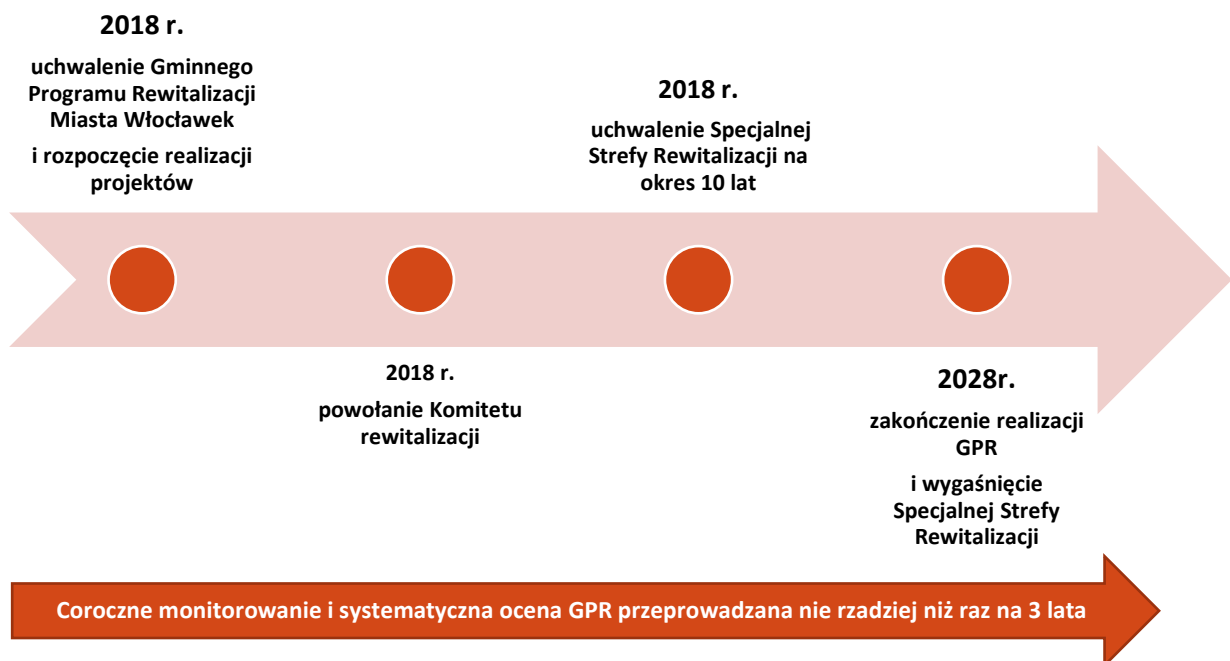 2018 r.
uchwalenie Gminnego
Programu Rewitalizacji
Miasta Włocławek
i rozpoczęcie realizacji
projektów
2018 r.
powołanie Komitetu
rewitalizacji
2018 r.
uchwalenie Specjalnej
Strefy Rewitalizacji na
okres 10 lat
2028r.
zakończenie realizacji
GPR
i wygaśnięcie
Specjalnej Strefy
Rewitalizacji
Coroczne monitorowanie i systematyczna ocena GPR przeprowadzana nie rzadziej niż raz na 3 lata